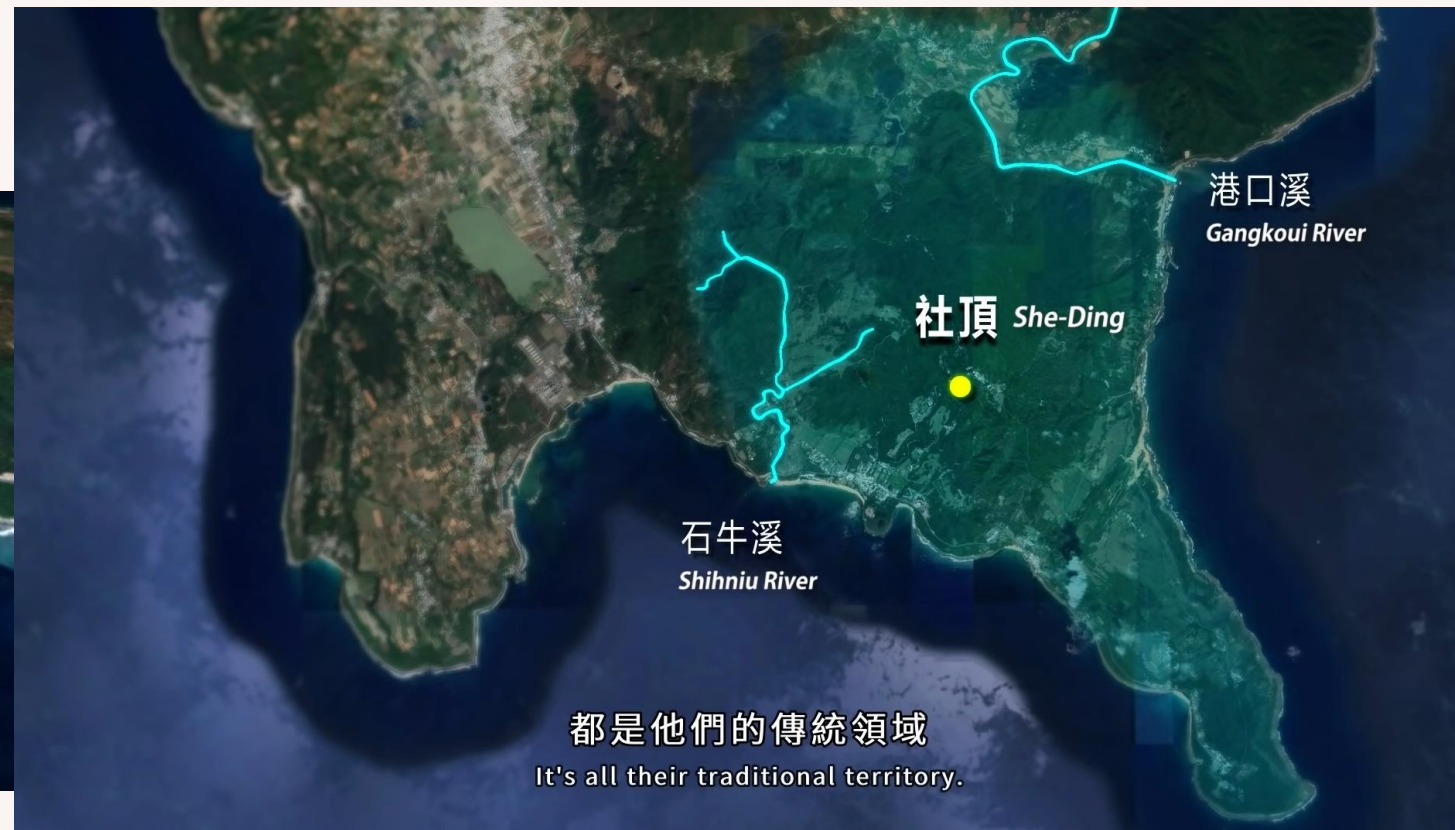 港口溪
Gangkoui River
社頂 She-Ding
石牛溪
Shihniu River
都是他們的傳統領域
It's all their traditional territory.